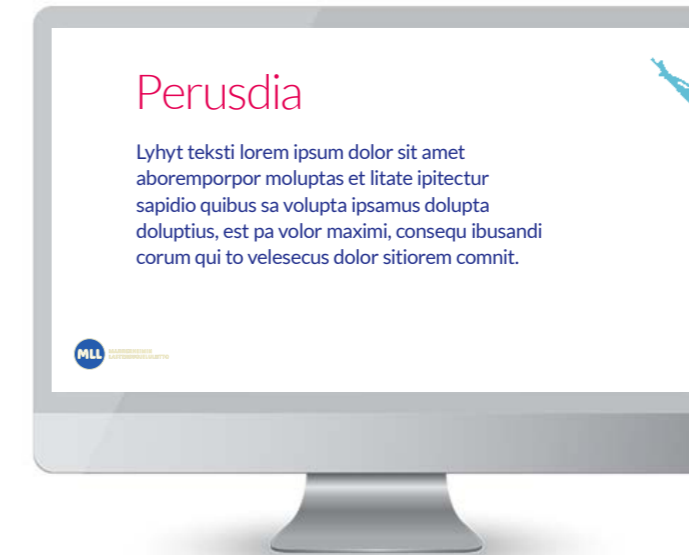 Perusdia
Lyhyt teksti lorem ipsum dolor sit amet
aboremporpor moluptas et litate ipitectur
sapidio quibus sa volupta ipsamus dolupta
doluptius, est pa volor maximi, consequ ibusandi
corum qui to velesecus dolor sitiorem comnit.
MLL